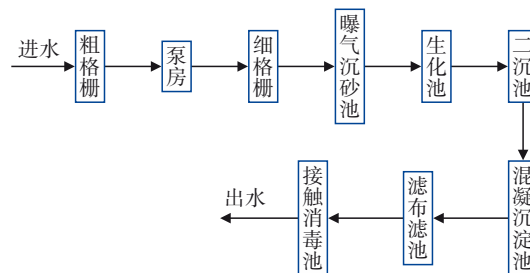 进水
粗格栅
泵房
细格栅
曝气沉砂池
生化池
二沉池
混凝沉淀池
滤布滤池
接触消毒池
出水